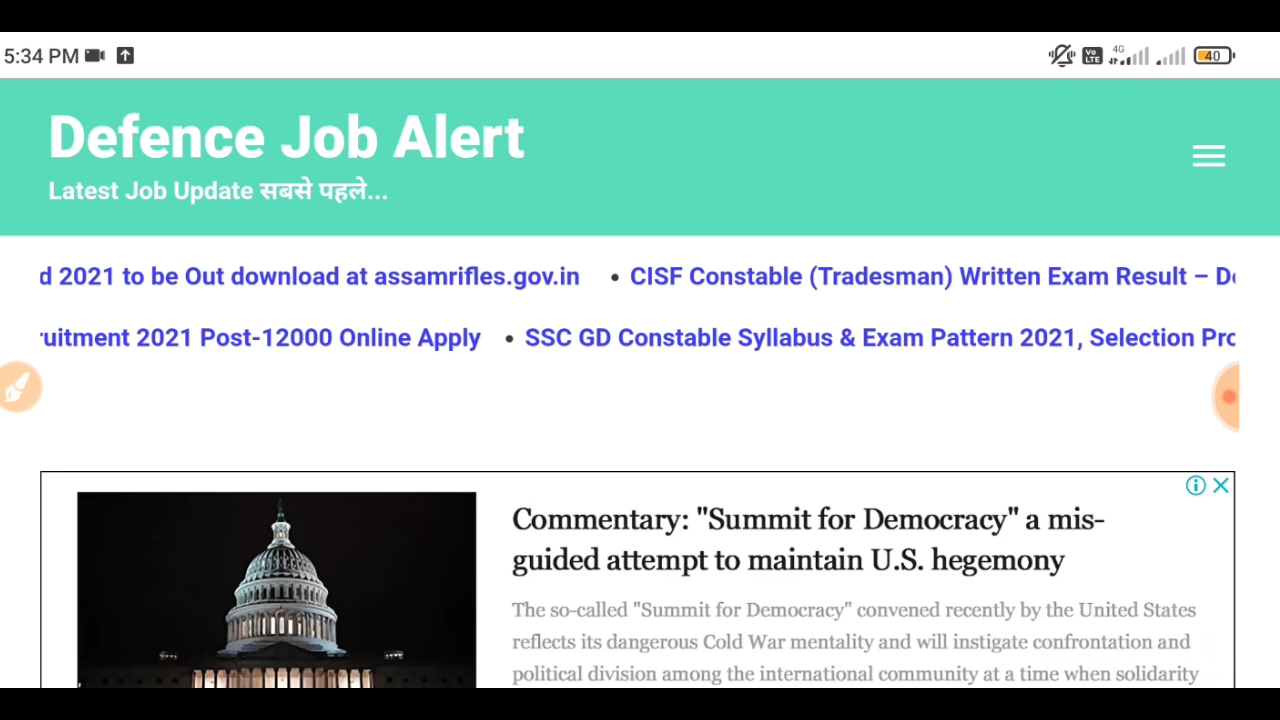 5:34 PM
Vo LTE 4G 40
Defence Job Alert
Latest Job Update सबसे पहले...
d 2021 to be Out download at assamrifles.gov.in • CISF Constable (Tradesman) Written Exam Result – De
ruitment 2021 Post-12000 Online Apply • SSC GD Constable Syllabus & Exam Pattern 2021, Selection Pro
Commentary: "Summit for Democracy" a mis-
guided attempt to maintain U.S. hegemony
The so-called "Summit for Democracy" convened recently by the United States
reflects its dangerous Cold War mentality and will instigate confrontation and
political division among the international community at a time when solidarity